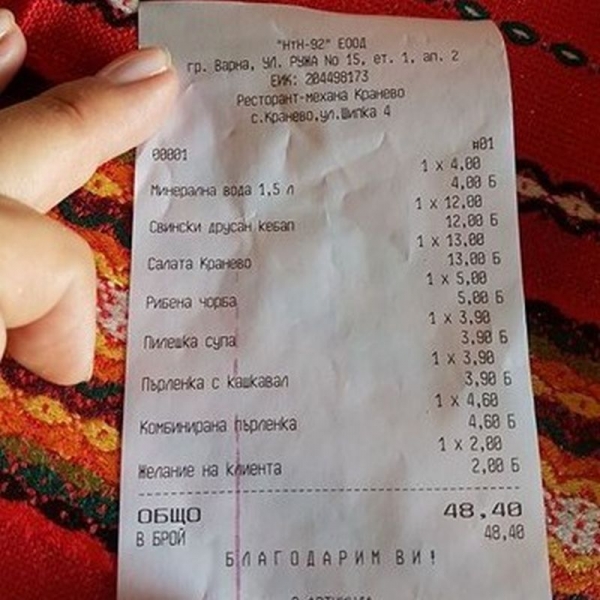 "НтН-92" ЕООД
гр. Варна, УЛ. РУЖА No 15, ет. 1, ап. 2
ЕИК: 204498173
Ресторант-механа Кранево
с.Кранево,ул.Шипка 4
00001 #01
1 x 4,00
Минерална вода 1,5 л 4,00 Б
1 x 12,00
Свински друсан кебап 12,00 Б
1 x 13,00
Салата Кранево 13,00 Б
1 x 5,00
Рибена чорба 5,00 Б
1 x 3,90
Пилешка супа 3,90 Б
1 x 3,90
Пърленка с кашкавал 3,90 Б
1 x 4,60
Комбинирана пърленка 4,60 Б
1 x 2,00
Желание на клиента 2,00 Б
ОБЩО 48,40
В БРОЙ 48,40
БЛАГОДАРИМ ВИ!